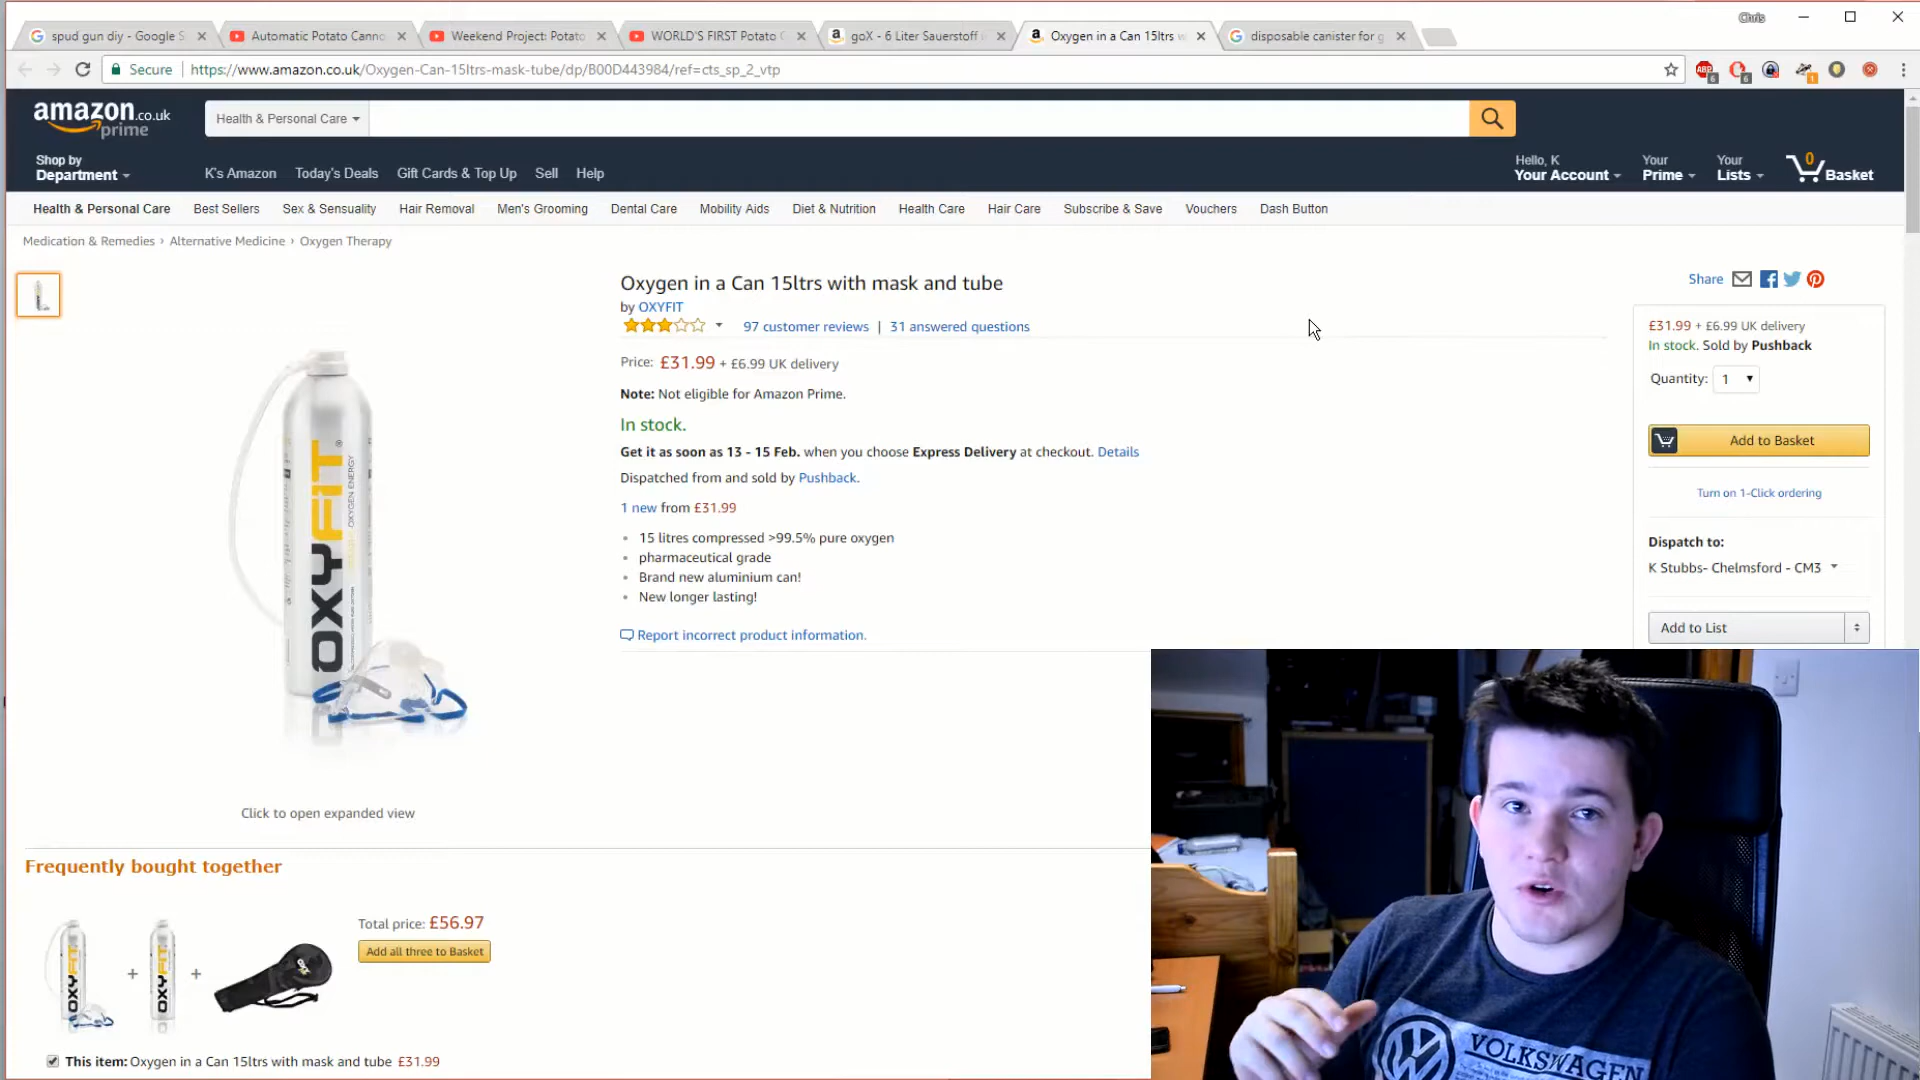 spud gun diy - Google S
Automatic Potato Canno
Weekend Project: Potato
WORLD'S FIRST Potato
goX - 6 Liter Sauerstoff
Oxygen in a Can 15ltrs w
disposable canister for g
Chris
Secure
https://www.amazon.co.uk/Oxygen-Can-15ltrs-mask-tube/dp/B00D443984/ref=cts_sp_2_vtp
ABP
6
6
1
amazon.co.uk
prime
Health & Personal Care
Shop by
Department
K's Amazon Today's Deals Gift Cards & Top Up Sell Help
Hello, K
Your Account
Your
Prime
Your
Lists
0
Basket
Health & Personal Care Best Sellers Sex & Sensuality Hair Removal Men's Grooming Dental Care Mobility Aids Diet & Nutrition Health Care Hair Care Subscribe & Save Vouchers Dash Button
Medication & Remedies › Alternative Medicine › Oxygen Therapy
Oxygen in a Can 15ltrs with mask and tube
by OXYFIT
97 customer reviews | 31 answered questions
Price: £31.99 + £6.99 UK delivery
Note: Not eligible for Amazon Prime.
In stock.
Get it as soon as 13 - 15 Feb. when you choose Express Delivery at checkout. Details
Dispatched from and sold by Pushback.
1 new from £31.99
15 litres compressed >99.5% pure oxygen
pharmaceutical grade
Brand new aluminium can!
New longer lasting!
Report incorrect product information.
Share
£31.99 + £6.99 UK delivery
In stock. Sold by Pushback
Quantity: 1
Add to Basket
Turn on 1-Click ordering
Dispatch to:
K Stubbs- Chelmsford - CM3
Add to List
OXYFIT
OXYGEN ENERGY
Click to open expanded view
Frequently bought together
OXYFIT
+
OXYFIT
+
Total price: £56.97
Add all three to Basket
This item: Oxygen in a Can 15ltrs with mask and tube £31.99
VOLKSWAGEN